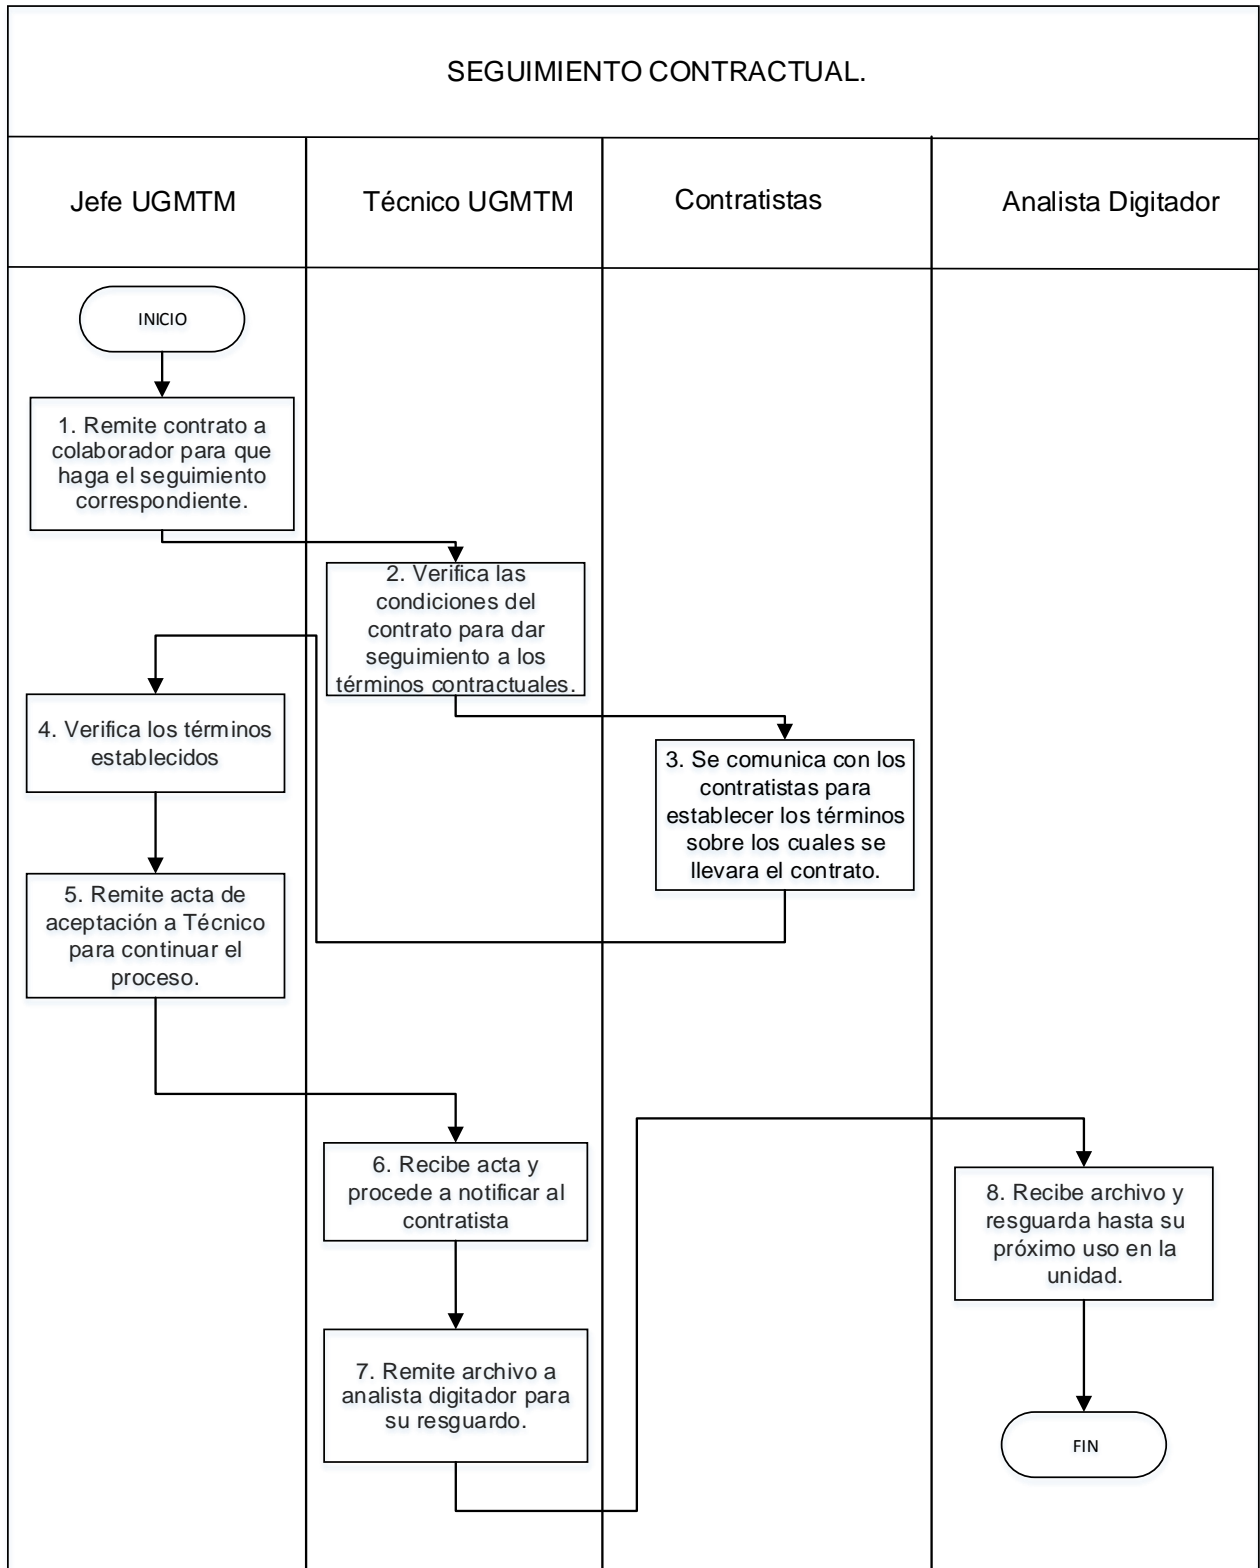 SEGUIMIENTO CONTRACTUAL.
Jefe UGMTM
Técnico UGMTM
Contratistas
Analista Digitador
INICIO
1. Remite contrato a
colaborador para que
haga el seguimiento
correspondiente.
2. Verifica las
condiciones del
contrato para dar
seguimiento a los
términos contractuales.
3. Se comunica con los
contratistas para
establecer los términos
sobre los cuales se
llevara el contrato.
4. Verifica los términos
establecidos
5. Remite acta de
aceptación a Técnico
para continuar el
proceso.
6. Recibe acta y
procede a notificar al
contratista
7. Remite archivo a
analista digitador para
su resguardo.
8. Recibe archivo y
resguarda hasta su
próximo uso en la
unidad.
FIN